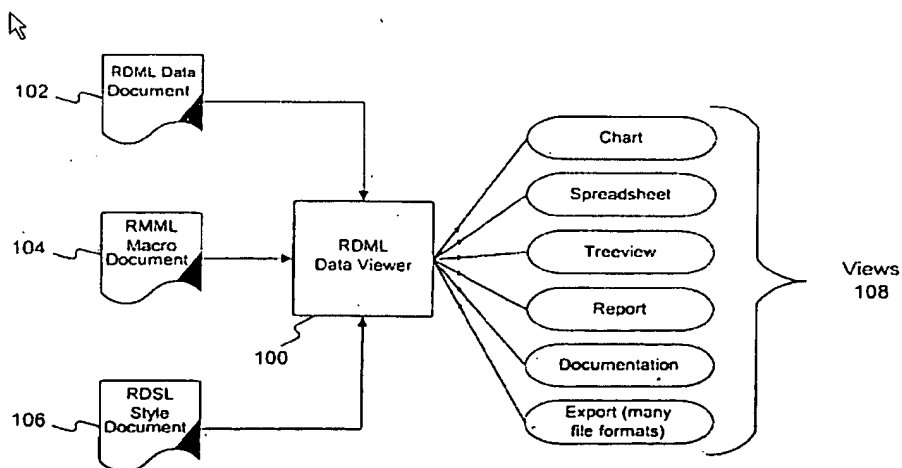 RDML Data
Document
102
RMML
Macro
Document
104
RDSL
Style
Document
106
RDML
Data Viewer
100
Chart
Spreadsheet
Treeview
Report
Documentation
Export (many
file formats)
Views
108